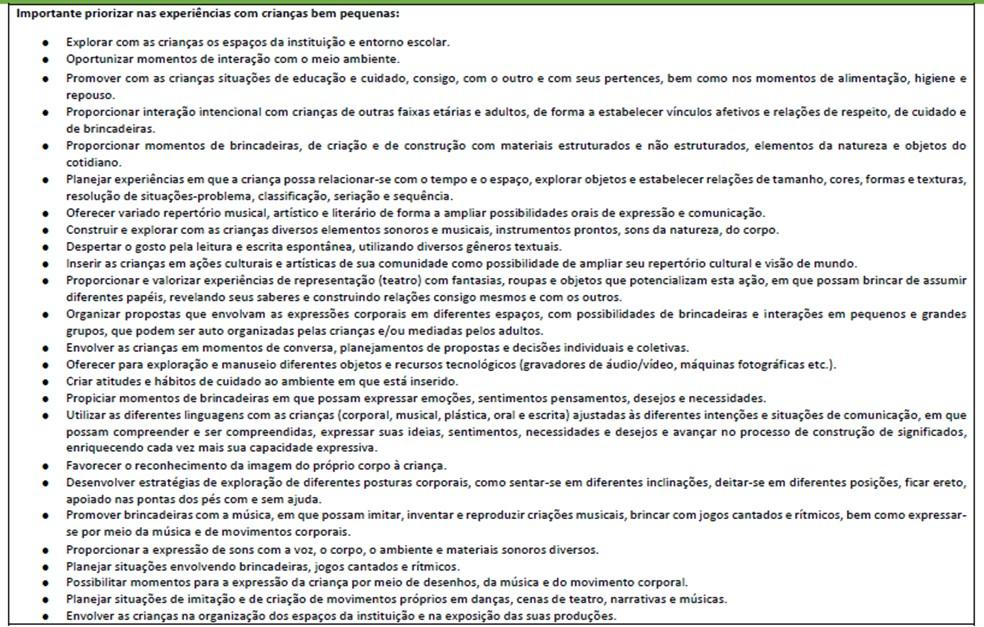 Importante priorizar nas experiências com crianças bem pequenas:
● Explorar com as crianças os espaços da instituição e entorno escolar.
● Oportunizar momentos de interação com o meio ambiente.
● Promover com as crianças situações de educação e cuidado, consigo, com o outro e com seus pertences, bem como nos momentos de alimentação, higiene e
repouso.
● Proporcionar interação intencional com crianças de outras faixas etárias e adultos, de forma a estabelecer vínculos afetivos e relações de respeito, de cuidado e
de brincadeiras.
● Proporcionar momentos de brincadeiras, de criação e de construção com materiais estruturados e não estruturados, elementos da natureza e objetos do
cotidiano.
● Planejar experiências em que a criança possa relacionar-se com o tempo e o espaço, explorar objetos e estabelecer relações de tamanho, cores, formas e texturas,
resolução de situações-problema, classificação, seriação e sequência.
● Oferecer variado repertório musical, artístico e literário de forma a ampliar possibilidades orais de expressão e comunicação.
● Construir e explorar com as crianças diversos elementos sonoros e musicais, instrumentos prontos, sons da natureza, do corpo.
● Despertar o gosto pela leitura e escrita espontânea, utilizando diversos gêneros textuais.
● Inserir as crianças em ações culturais e artísticas de sua comunidade como possibilidade de ampliar seu repertório cultural e visão de mundo.
● Proporcionar e valorizar experiências de representação (teatro) com fantasias, roupas e objetos que potencializam esta ação, em que possam brincar de assumir
diferentes papéis, revelando seus saberes e construindo relações consigo mesmos e com os outros.
● Organizar propostas que envolvam as expressões corporais em diferentes espaços, com possibilidades de brincadeiras e interações em pequenos e grandes
grupos, que podem ser auto organizadas pelas crianças e/ou mediadas pelos adultos.
● Envolver as crianças em momentos de conversa, planejamentos de propostas e decisões individuais e coletivas.
● Oferecer para exploração e manuseio diferentes objetos e recursos tecnológicos (gravadores de áudio/vídeo, máquinas fotográficas etc.).
● Criar atitudes e hábitos de cuidado ao ambiente em que está inserido.
● Propiciar momentos de brincadeiras em que possam expressar emoções, sentimentos pensamentos, desejos e necessidades.
● Utilizar as diferentes linguagens com as crianças (corporal, musical, plástica, oral e escrita) ajustadas às diferentes intenções e situações de comunicação, em que
possam compreender e ser compreendidas, expressar suas ideias, sentimentos, necessidades e desejos e avançar no processo de construção de significados,
enriquecendo cada vez mais sua capacidade expressiva.
● Favorecer o reconhecimento da imagem do próprio corpo à criança.
● Desenvolver estratégias de exploração de diferentes posturas corporais, como sentar-se em diferentes inclinações, deitar-se em diferentes posições, ficar ereto,
apoiado nas pontas dos pés com e sem ajuda.
● Promover brincadeiras com a música, em que possam imitar, inventar e reproduzir criações musicais, brincar com jogos cantados e rítmicos, bem como expressar-
se por meio da música e de movimentos corporais.
● Proporcionar a expressão de sons com a voz, o corpo, o ambiente e materiais sonoros diversos.
● Planejar situações envolvendo brincadeiras, jogos cantados e rítmicos.
● Possibilitar momentos para a expressão da criança por meio de desenhos, da música e do movimento corporal.
● Planejar situações de imitação e de criação de movimentos próprios em danças, cenas de teatro, narrativas e músicas.
● Envolver as crianças na organização dos espaços da instituição e na exposição das suas produções.